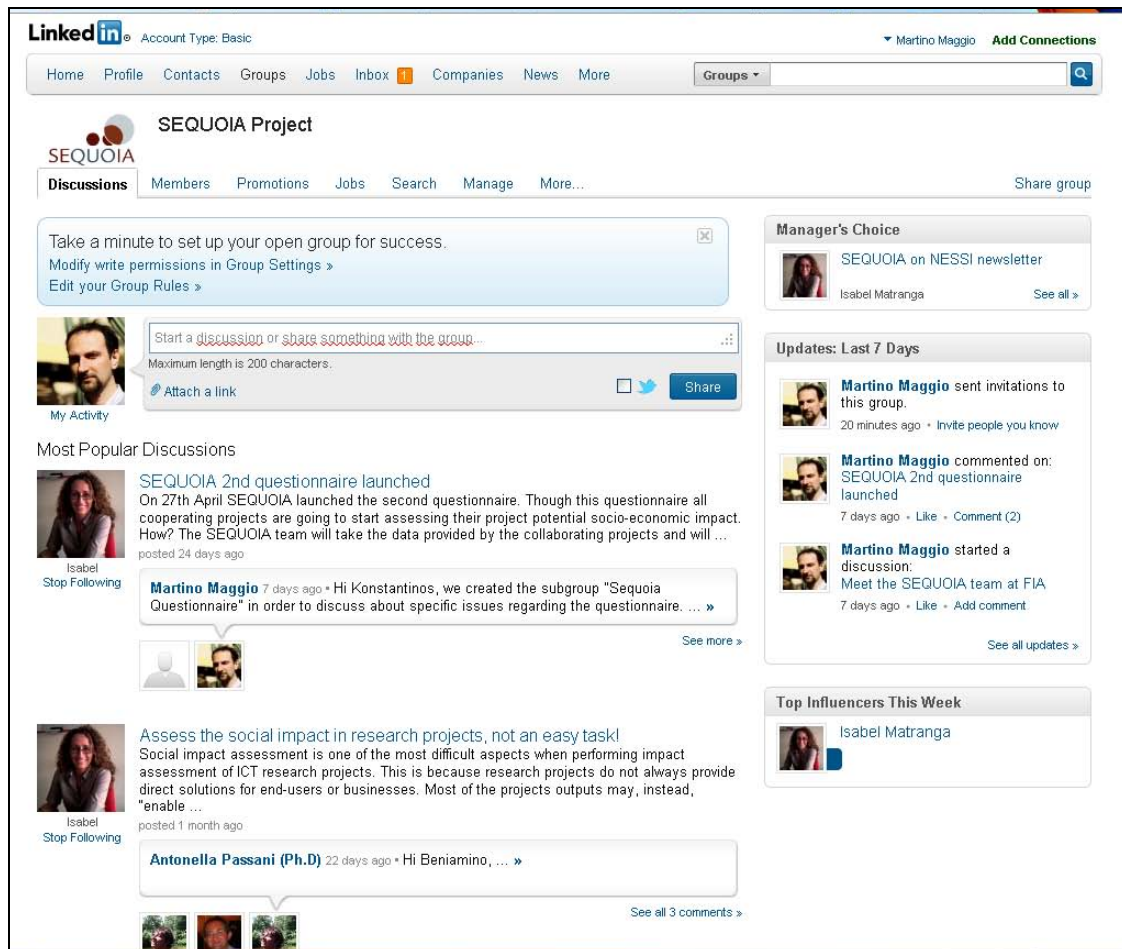 Linked in Account Type: Basic
Martino Maggio Add Connections
Home Profile Contacts Groups Jobs Inbox 1 Companies News More
Groups
SEQUOIA
SEQUOIA Project
Discussions Members Promotions Jobs Search Manage More...
Share group
Take a minute to set up your open group for success.
Modify write permissions in Group Settings »
Edit your Group Rules »
Start a discussion or share something with the group...
Maximum length is 200 characters.
Attach a link
Share
My Activity
Most Popular Discussions
SEQUOIA 2nd questionnaire launched
On 27th April SEQUOIA launched the second questionnaire. Though this questionnaire all
cooperating projects are going to start assessing their project potential socio-economic impact.
How? The SEQUOIA team will take the data provided by the collaborating projects and will ...
posted 24 days ago
Isabel
Stop Following
Martino Maggio 7 days ago • Hi Konstantinos, we created the subgroup "Sequoia
Questionnaire" in order to discuss about specific issues regarding the questionnaire. ... »
See more »
Assess the social impact in research projects, not an easy task!
Social impact assessment is one of the most difficult aspects when performing impact
assessment of ICT research projects. This is because research projects do not always provide
direct solutions for end-users or businesses. Most of the projects outputs may, instead,
"enable ...
posted 1 month ago
Isabel
Stop Following
Antonella Passani (Ph.D) 22 days ago • Hi Beniamino, ... »
See all 3 comments »
Manager's Choice
SEQUOIA on NESSI newsletter
Isabel Matranga
See all »
Updates: Last 7 Days
Martino Maggio sent invitations to
this group.
20 minutes ago • Invite people you know
Martino Maggio commented on:
SEQUOIA 2nd questionnaire
launched
7 days ago • Like • Comment (2)
Martino Maggio started a
discussion:
Meet the SEQUOIA team at FIA
7 days ago • Like • Add comment
See all updates »
Top Influencers This Week
Isabel Matranga